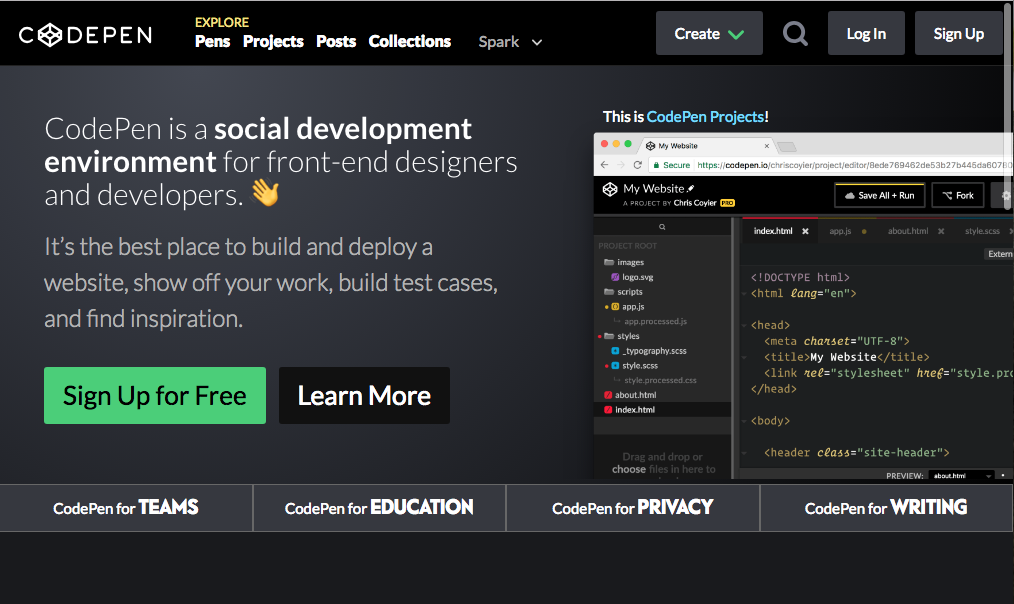 CODEPEN
EXPLORE
Pens Projects Posts Collections
Spark
Create
Log In
Sign Up
CodePen is a social development
environment for front-end designers
and developers. 👋
It's the best place to build and deploy a
website, show off your work, build test cases,
and find inspiration.
Sign Up for Free
Learn More
This is CodePen Projects!
My Website
Secure https://codepen.io/chriscoyier/project/editor/8ede769462de53b27b445da60780
My Website
A PROJECT BY Chris Coyier PRO
Save All + Run
Fork
PROJECT ROOT
images
logo.svg
scripts
app.js
app.processed.js
styles
_typography.scss
style.scss
style.processed.css
about.html
index.html
Drag and drop or
choose files in here to
index.html
app.js
about.html
style.scss
Extern
<!DOCTYPE html>
<html lang="en">
<head>
<meta charset="UTF-8">
<title>My Website</title>
<link rel="stylesheet" href="style.pro
</head>
<body>
<header class="site-header">
PREVIEW: about.html
CodePen for TEAMS
CodePen for EDUCATION
CodePen for PRIVACY
CodePen for WRITING